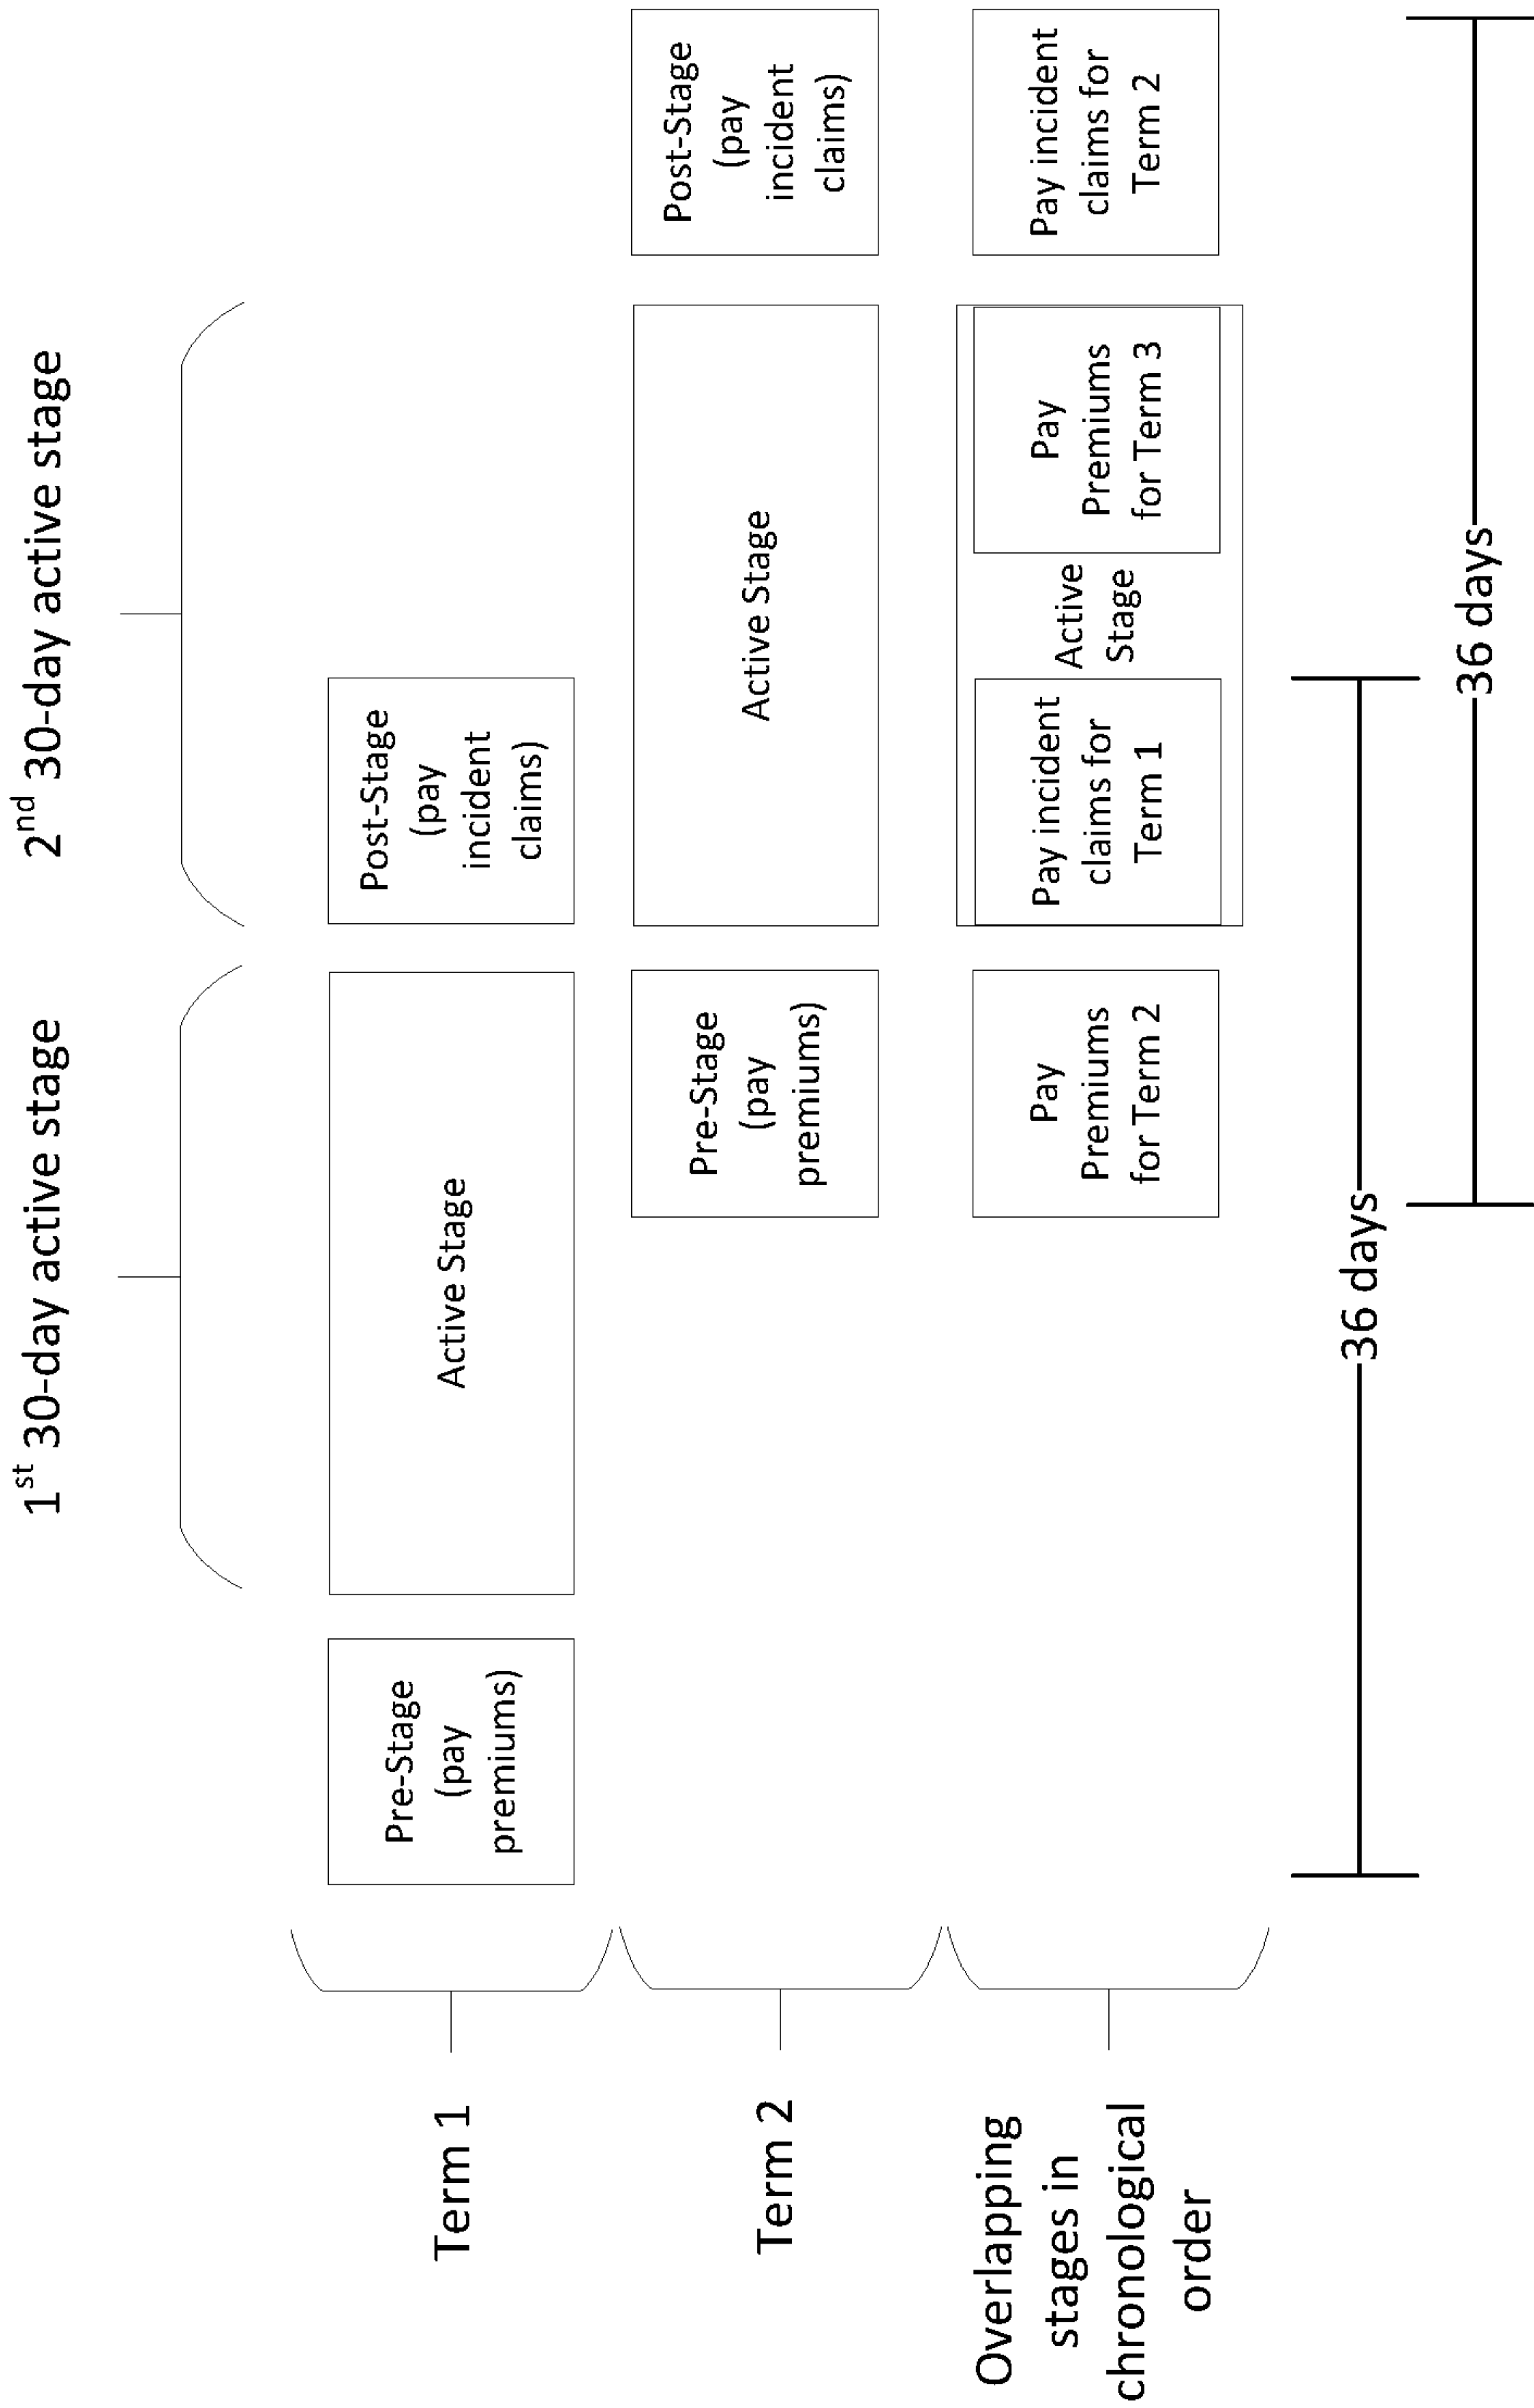 1st 30-day active stage
2nd 30-day active stage
Term 1
Pre-Stage
(pay
premiums)
Active Stage
Post-Stage
(pay
incident
claims)
Term 2
Pre-Stage
(pay
premiums)
Active Stage
Post-Stage
(pay
incident
claims)
Overlapping
stages in
chronological
order
Pay
Premiums
for Term 2
Pay incident
claims for
Term 1
Active
Stage
Pay
Premiums
for Term 3
Pay incident
claims for
Term 2
36 days
36 days